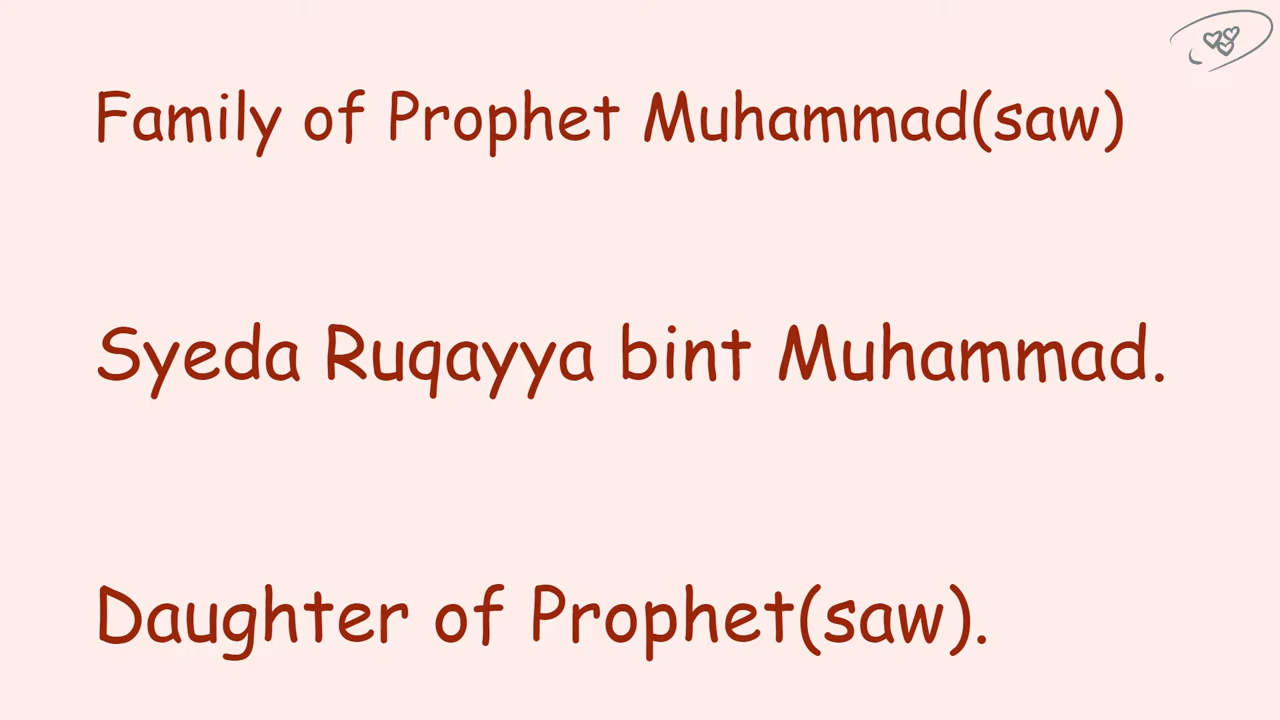 Family of Prophet Muhammad(saw)
Syeda Ruqayya bint Muhammad.
Daughter of Prophet(saw).